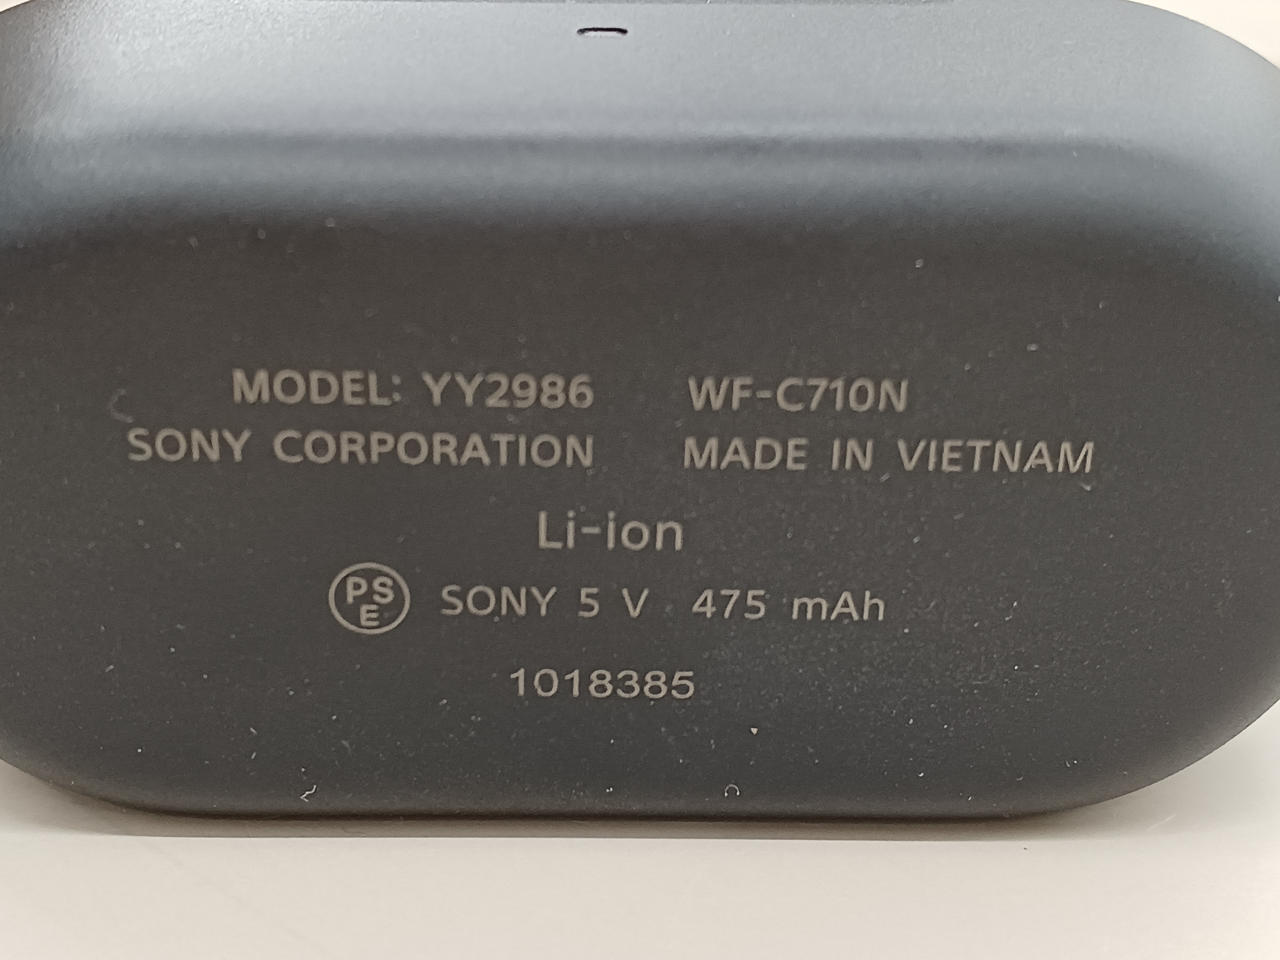 MODEL: YY2986 WF-C710N
SONY CORPORATION MADE IN VIETNAM
Li-ion
PSE SONY 5 V 475 mAh
1018385